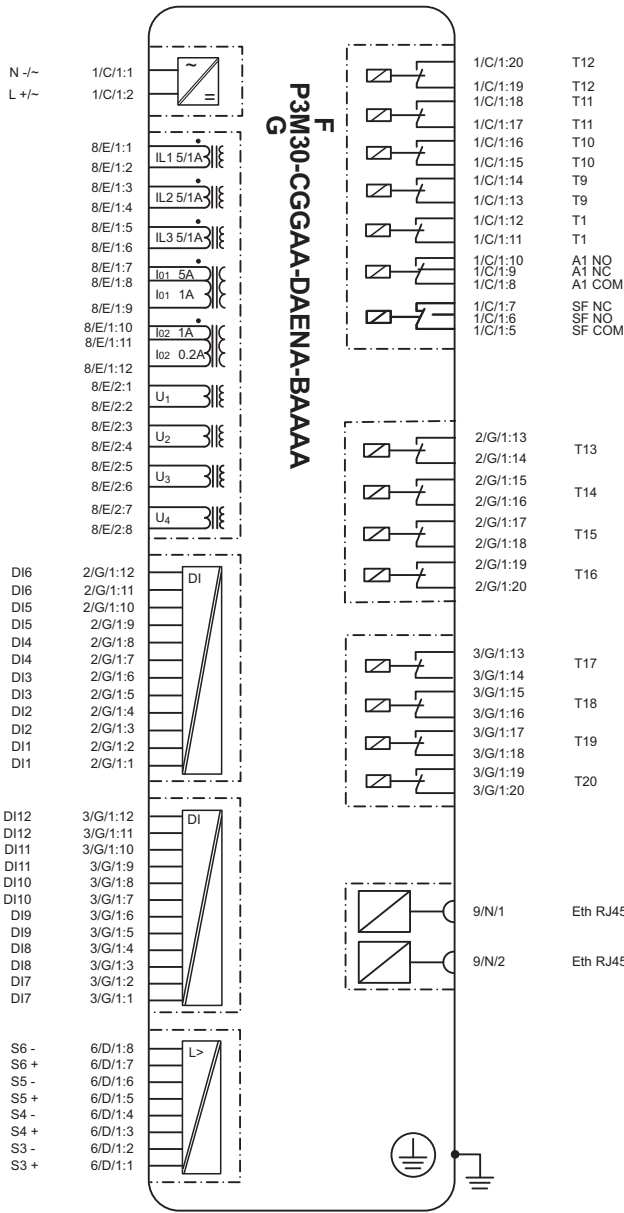 N -/~ 1/C/1:1
L +/~ 1/C/1:2
~
=
8/E/1:1
8/E/1:2
IL1 5/1A
8/E/1:3
8/E/1:4
IL2 5/1A
8/E/1:5
8/E/1:6
IL3 5/1A
8/E/1:7
8/E/1:8
8/E/1:9
I01 5A
I01 1A
8/E/1:10
8/E/1:11
8/E/1:12
I02 1A
I02 0.2A
8/E/2:1
8/E/2:2
U1
8/E/2:3
8/E/2:4
U2
8/E/2:5
8/E/2:6
U3
8/E/2:7
8/E/2:8
U4
DI
DI6 2/G/1:12
DI6 2/G/1:11
DI5 2/G/1:10
DI5 2/G/1:9
DI4 2/G/1:8
DI4 2/G/1:7
DI3 2/G/1:6
DI3 2/G/1:5
DI2 2/G/1:4
DI2 2/G/1:3
DI1 2/G/1:2
DI1 2/G/1:1
DI
DI12 3/G/1:12
DI12 3/G/1:11
DI11 3/G/1:10
DI11 3/G/1:9
DI10 3/G/1:8
DI10 3/G/1:7
DI9 3/G/1:6
DI9 3/G/1:5
DI8 3/G/1:4
DI8 3/G/1:3
DI7 3/G/1:2
DI7 3/G/1:1
L>
S6 - 6/D/1:8
S6 + 6/D/1:7
S5 - 6/D/1:6
S5 + 6/D/1:5
S4 - 6/D/1:4
S4 + 6/D/1:3
S3 - 6/D/1:2
S3 + 6/D/1:1
F
P3M30-CGGAA-DAENA-BAAAA
G
1/C/1:20 T12
1/C/1:19 T12
1/C/1:18 T11
1/C/1:17 T11
1/C/1:16 T10
1/C/1:15 T10
1/C/1:14 T9
1/C/1:13 T9
1/C/1:12 T1
1/C/1:11 T1
1/C/1:10 A1 NO
1/C/1:9 A1 NC
1/C/1:8 A1 COM
1/C/1:7 SF NC
1/C/1:6 SF NO
1/C/1:5 SF COM
2/G/1:13
2/G/1:14
T13
2/G/1:15
2/G/1:16
T14
2/G/1:17
2/G/1:18
T15
2/G/1:19
2/G/1:20
T16
3/G/1:13
3/G/1:14
T17
3/G/1:15
3/G/1:16
T18
3/G/1:17
3/G/1:18
T19
3/G/1:19
3/G/1:20
T20
9/N/1 Eth RJ45
9/N/2 Eth RJ45